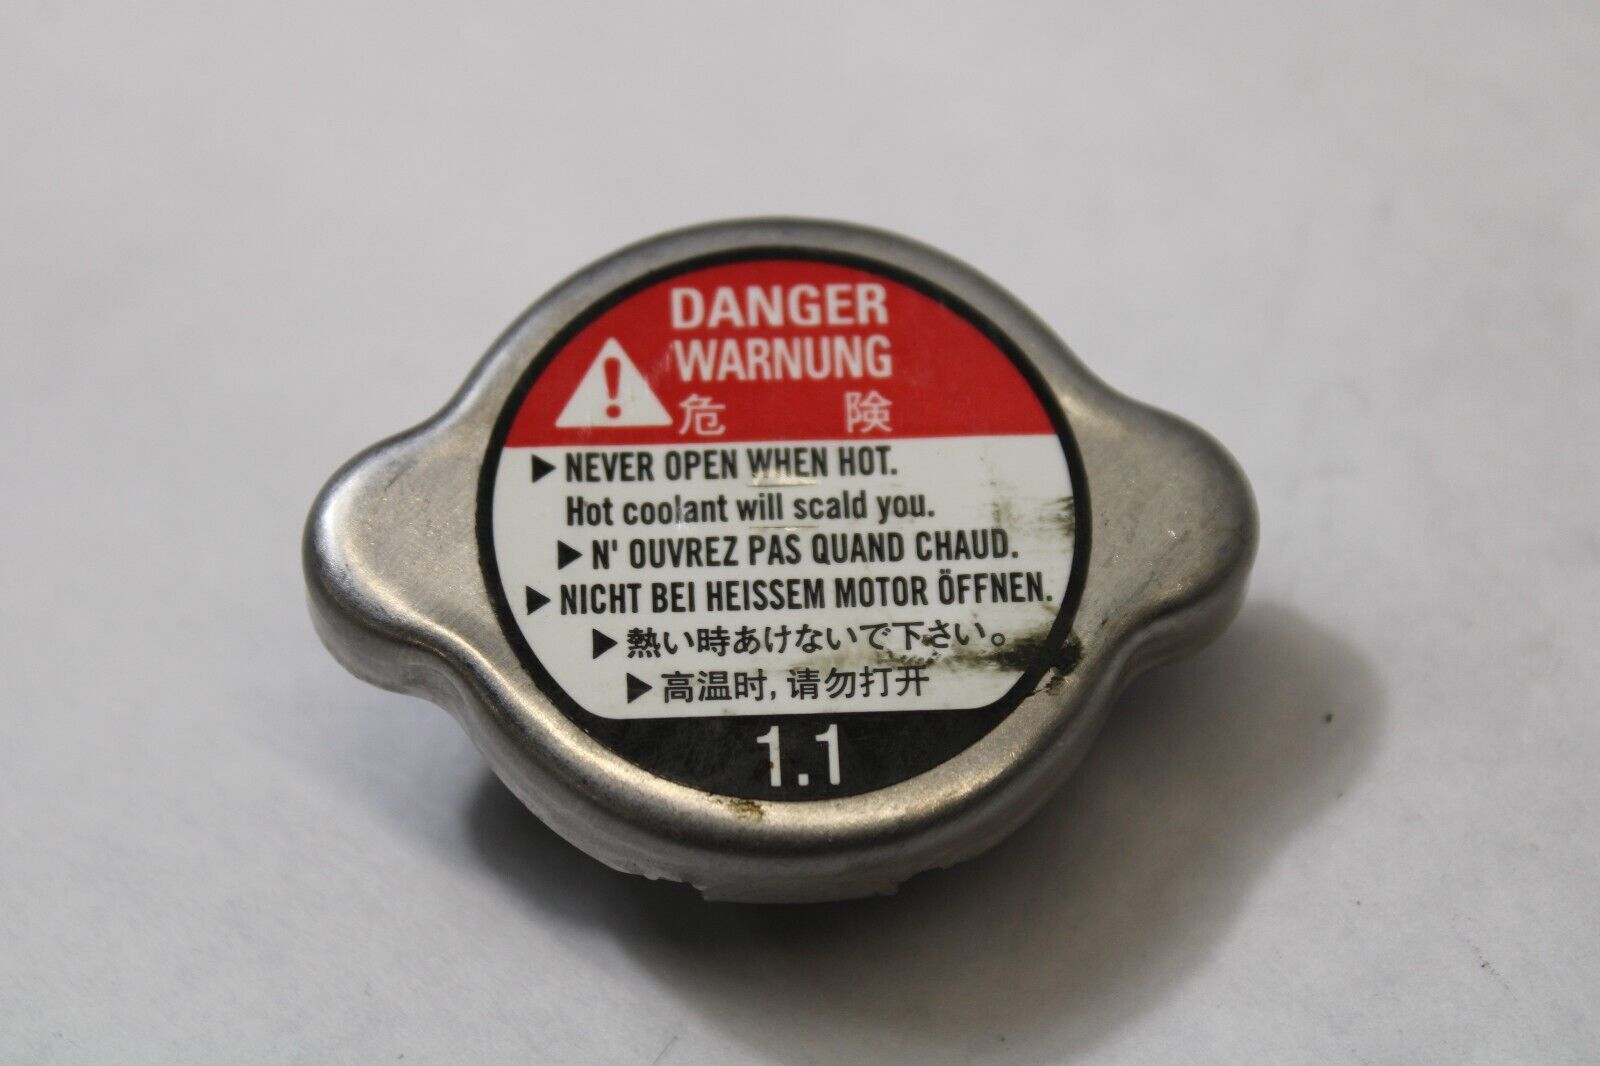 DANGER
WARNUNG
危 険
▶ NEVER OPEN WHEN HOT.
Hot coolant will scald you.
▶ N' OUVREZ PAS QUAND CHAUD.
▶ NICHT BEI HEISSEM MOTOR ÖFFNEN.
▶ 熱い時あけないで下さい。
▶ 高温时,请勿打开
1.1